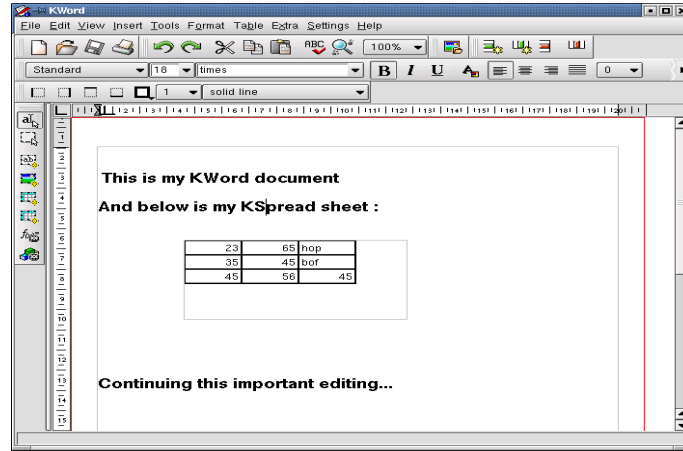 KWord
File Edit View Insert Tools Format Table Extra Settings Help
ABC 100%
Standard 18 times B I U A 0
1 solid line
This is my KWord document
And below is my KSpread sheet :
23 65 hop
35 45 bof
45 56 45
Continuing this important editing...